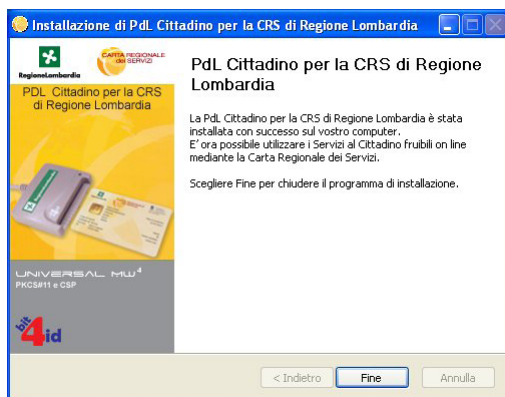 Installazione di PdL Cittadino per la CRS di Regione Lombardia
RegioneLombardia
CARTA REGIONALE
dei SERVIZI
PDL Cittadino per la CRS
di Regione Lombardia
UNIVERSAL MW4
PKCS#11 e CSP
bit
4id
PdL Cittadino per la CRS di Regione
Lombardia
La PdL Cittadino per la CRS di Regione Lombardia è stata
installata con successo sul vostro computer.
E' ora possibile utilizzare i Servizi al Cittadino fruibili on line
mediante la Carta Regionale dei Servizi.
Scegliere Fine per chiudere il programma di installazione.
< Indietro
Fine
Annulla